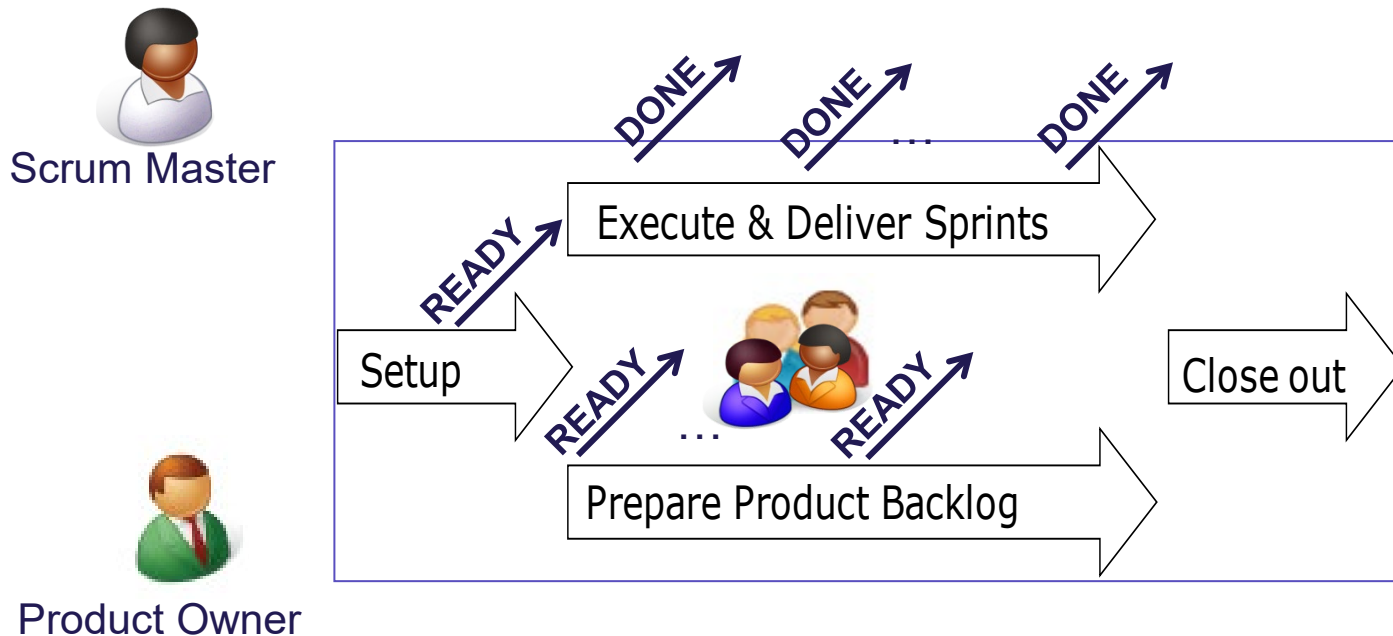 DONE
DONE
...
DONE
Scrum Master
Execute & Deliver Sprints
READY
Setup
READY
...
READY
Close out
Prepare Product Backlog
Product Owner